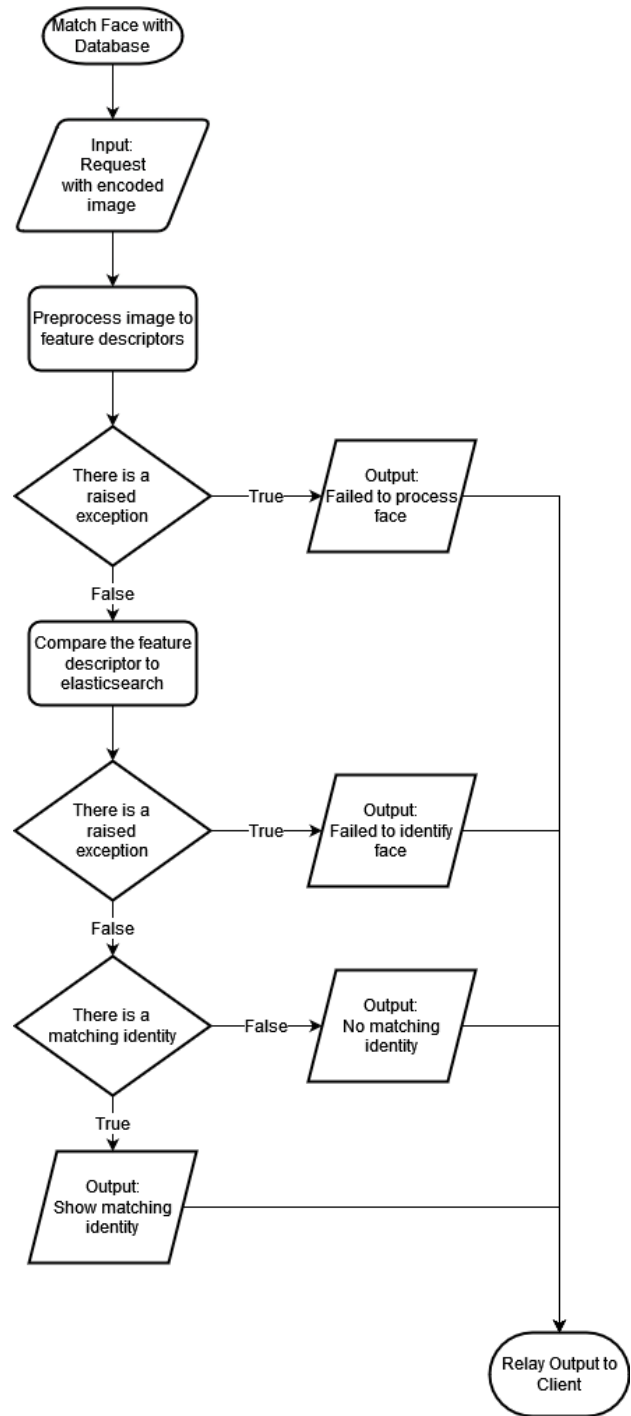 Match Face with
Database
Input:
Request
with encoded
image
Preprocess image to
feature descriptors
There is a
raised
exception
True
Output:
Failed to process
face
False
Compare the feature
descriptor to
elasticsearch
There is a
raised
exception
True
Output:
Failed to identify
face
False
There is a
matching identity
False
Output:
No matching
identity
True
Output:
Show matching
identity
Relay Output to
Client